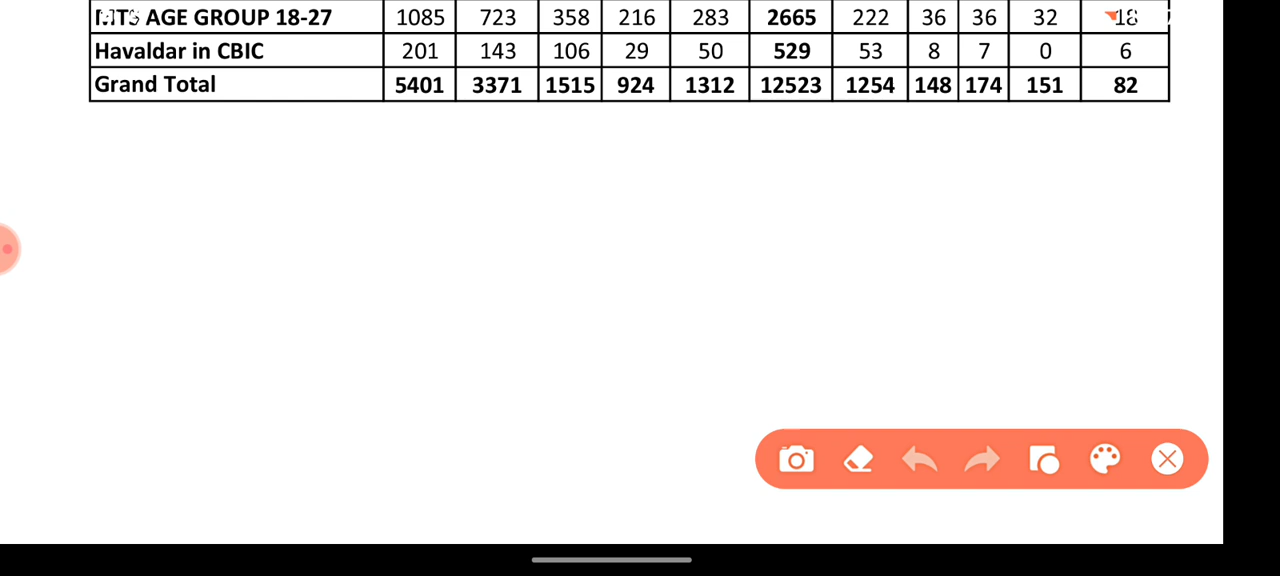 MTS AGE GROUP 18-27 1085 723 358 216 283 2665 222 36 36 32 18
Havaldar in CBIC 201 143 106 29 50 529 53 8 7 0 6
Grand Total 5401 3371 1515 924 1312 12523 1254 148 174 151 82